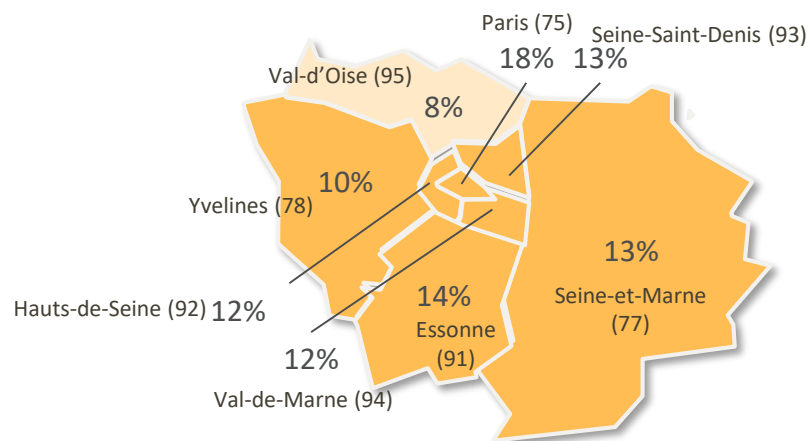 Paris (75)
Seine-Saint-Denis (93)
18%
13%
Val-d’Oise (95)
8%
10%
Yvelines (78)
13%
Seine-et-Marne
(77)
Hauts-de-Seine (92)
12%
14%
Essonne
(91)
12%
Val-de-Marne (94)